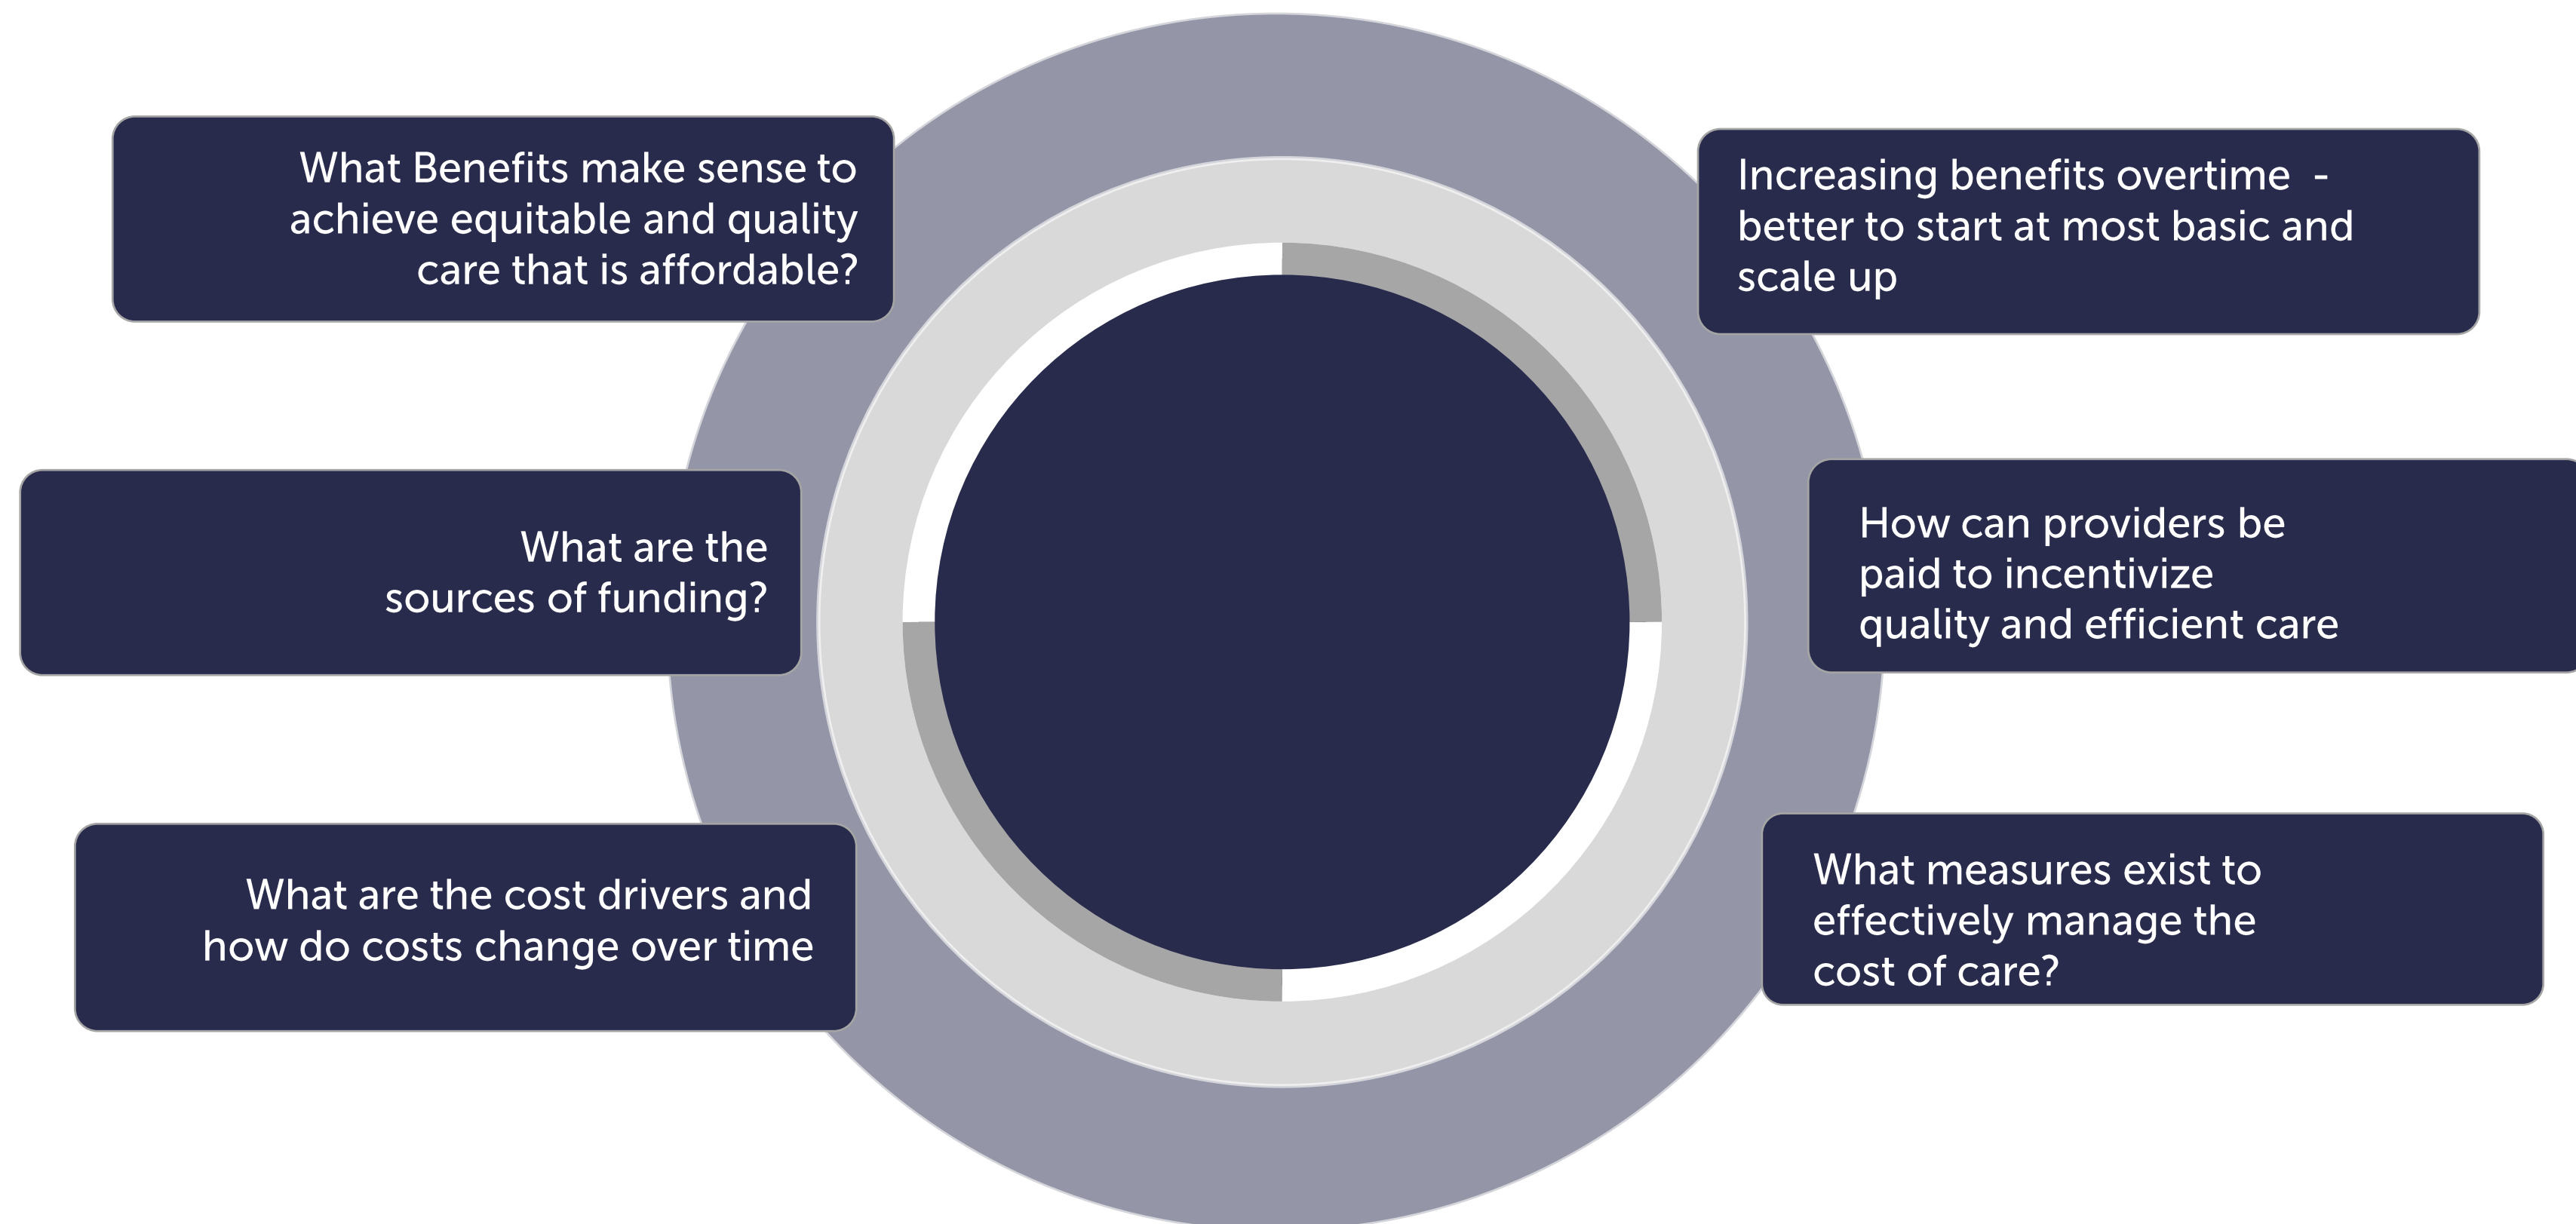 What Benefits make sense to
achieve equitable and quality
care that is affordable?
Increasing benefits overtime  -
better to start at most basic and
scale up
What are the
sources of funding?
How can providers be
paid to incentivize
quality and efficient care
What are the cost drivers and
how do costs change over time
What measures exist to
effectively manage the
cost of care?